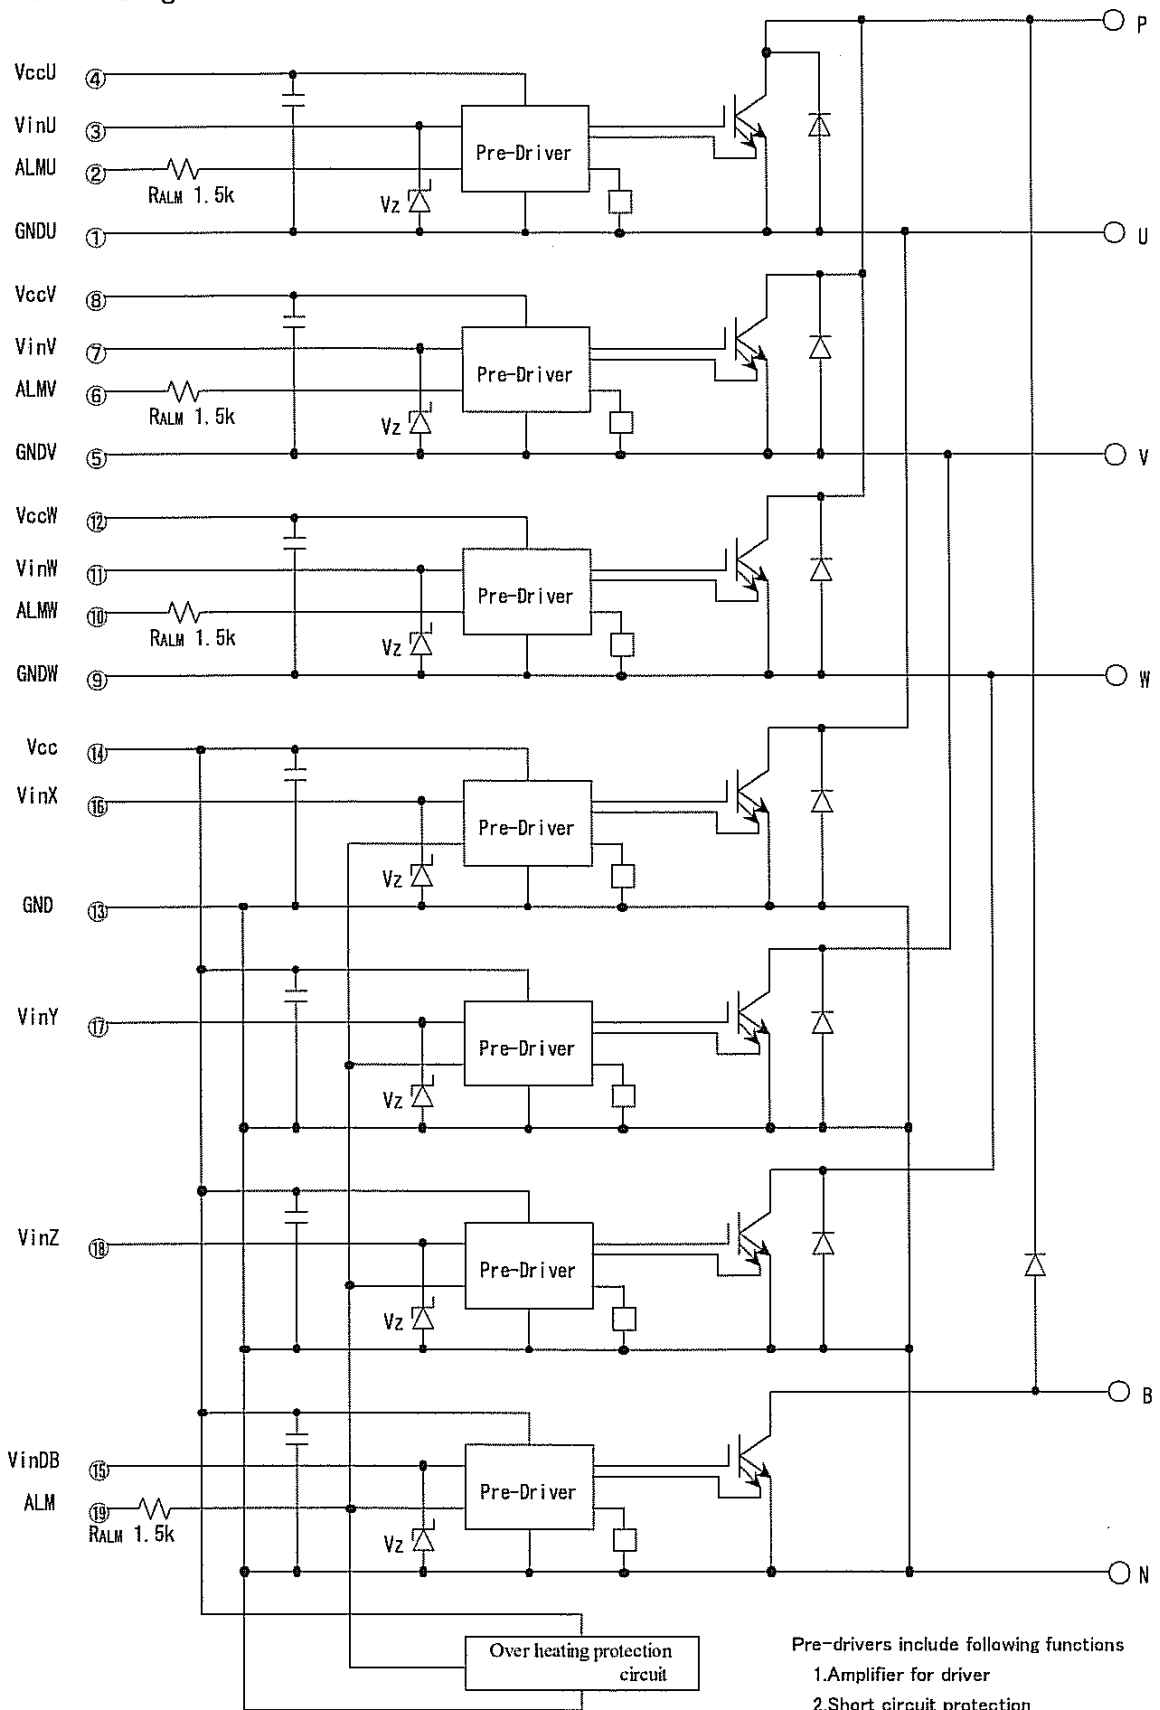 P
VccU ④
VinU ③
Pre-Driver
ALMU ②
RALM 1.5k
Vz
GNDU ①
U
VccV ⑧
VinV ⑦
Pre-Driver
ALMV ⑥
RALM 1.5k
Vz
GNDV ⑤
V
VccW ⑫
VinW ⑪
Pre-Driver
ALMW ⑩
RALM 1.5k
Vz
GNDW ⑨
W
Vcc ⑭
VinX ⑯
Pre-Driver
Vz
GND ⑬
VinY ⑰
Pre-Driver
Vz
VinZ ⑱
Pre-Driver
Vz
B
VinDB ⑮
Pre-Driver
ALM ⑲
RALM 1.5k
Vz
N
Over heating protection
circuit
Pre-drivers include following functions
1.Amplifier for driver
2.Short circuit protection